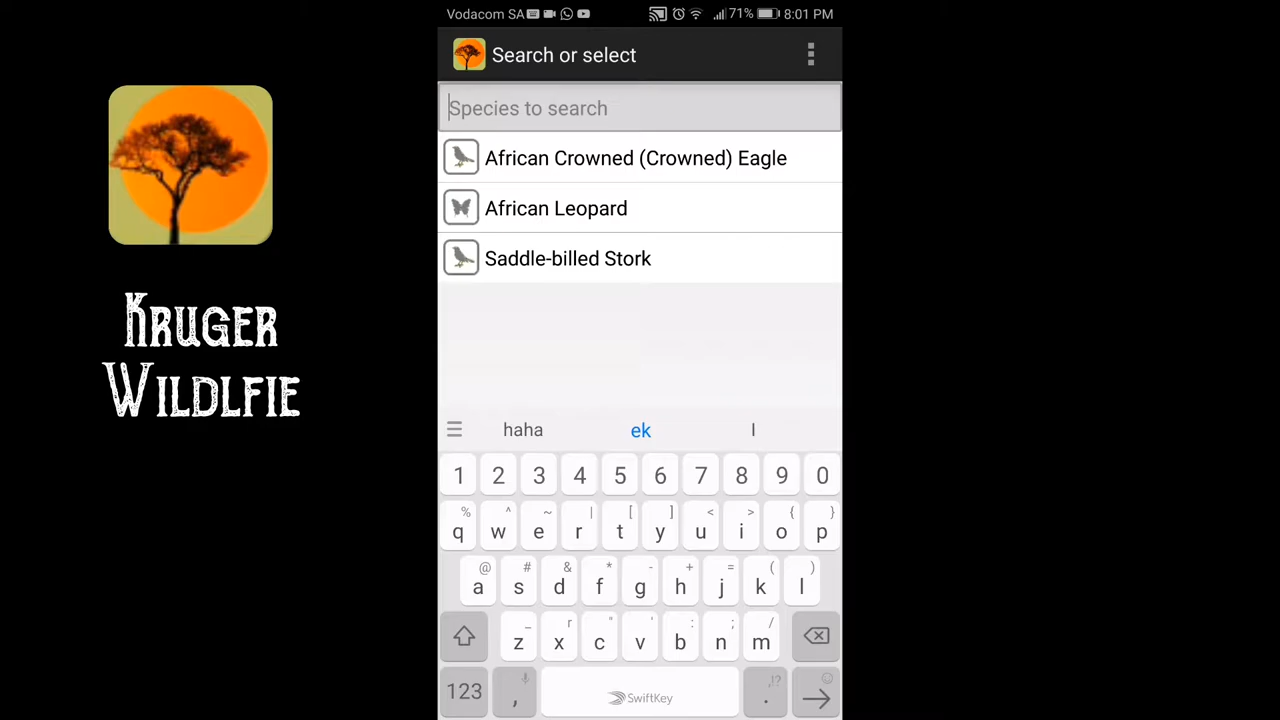 Vodacom SA 71% 8:01 PM
Search or select
Species to search
African Crowned (Crowned) Eagle
African Leopard
Saddle-billed Stork
Kruger
Wildlfie
haha ek I
1 2 3 4 5 6 7 8 9 0
% ^ ~ | [ ] < > { }
q w e r t y u i o p
@ # & * - + = ( )
a s d f g h j k l
_ r " ' : ; /
z x c v b n m
,!?
123 , SwiftKey .